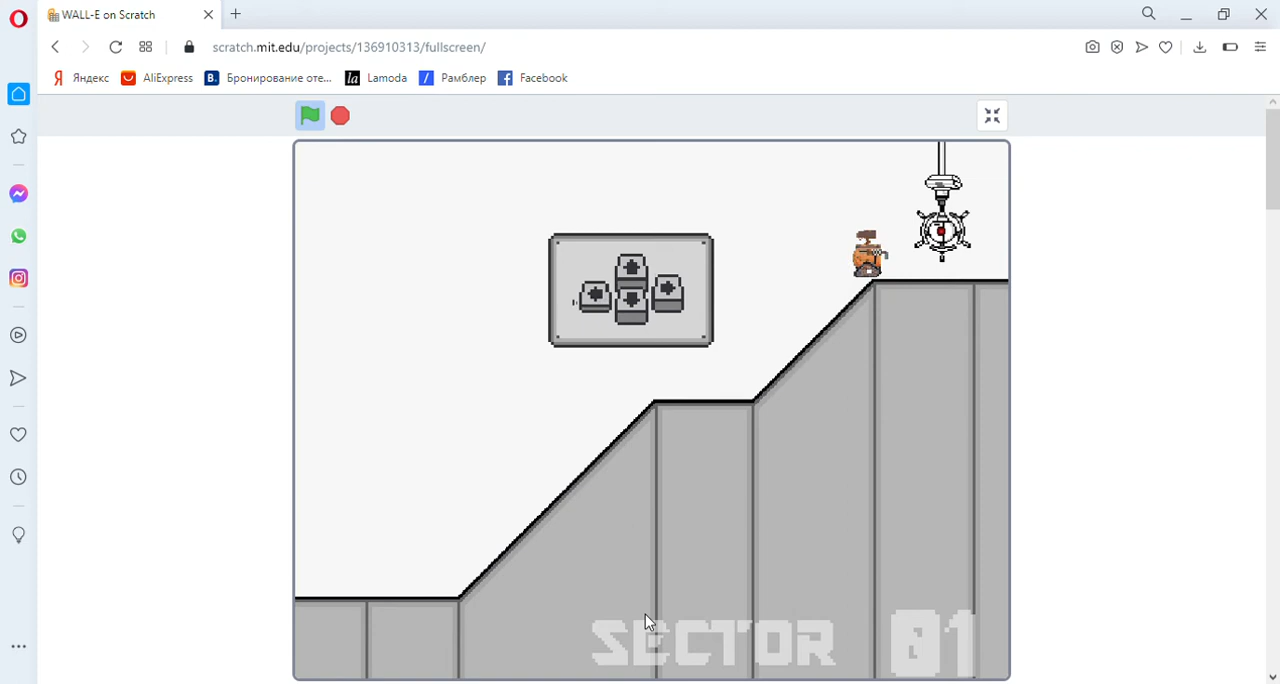 WALL-E on Scratch
scratch.mit.edu/projects/136910313/fullscreen/
Яндекс AliExpress Бронирование оте... Lamoda Рамблер Facebook
SECTOR 01